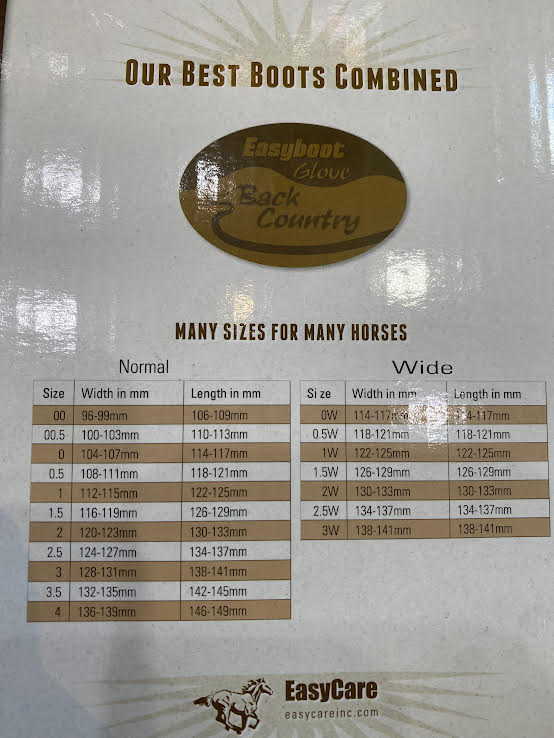 OUR BEST BOOTS COMBINED
Easyboot
Glove
Back
Country
MANY SIZES FOR MANY HORSES
Normal
Size Width in mm Length in mm
00 96-99mm 106-109mm
00.5 100-103mm 110-113mm
0 104-107mm 114-117mm
0.5 108-111mm 118-121mm
1 112-115mm 122-125mm
1.5 116-119mm 126-129mm
2 120-123mm 130-133mm
2.5 124-127mm 134-137mm
3 128-131mm 138-141mm
3.5 132-135mm 142-145mm
4 136-139mm 146-149mm
Wide
Size Width in mm Length in mm
0W 114-117mm 114-117mm
0.5W 118-121mm 118-121mm
1W 122-125mm 122-125mm
1.5W 126-129mm 126-129mm
2W 130-133mm 130-133mm
2.5W 134-137mm 134-137mm
3W 138-141mm 138-141mm
EasyCare
easycareinc.com